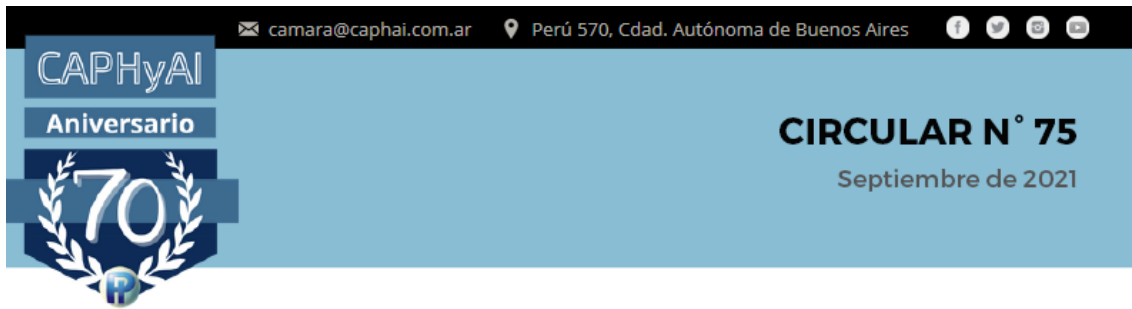 camara@caphai.com.ar Perú 570, Cdad. Autónoma de Buenos Aires
CAPHyAI
Aniversario
70
CIRCULAR N° 75
Septiembre de 2021